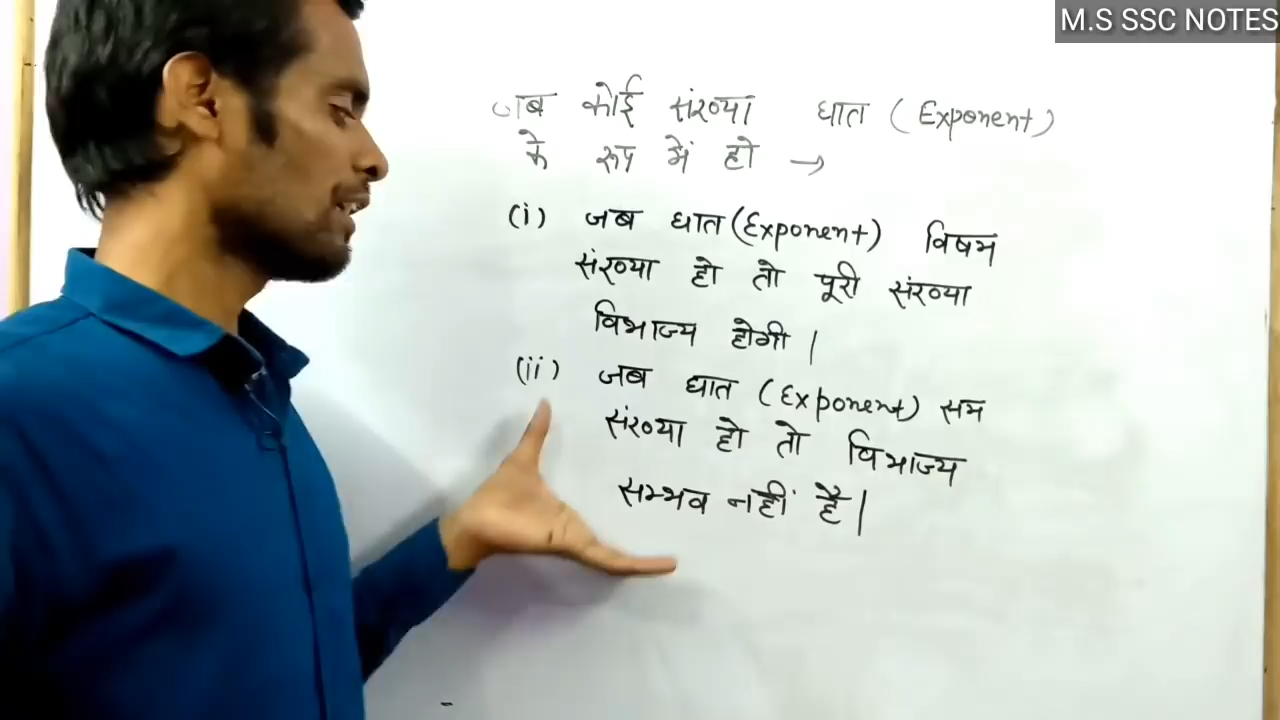 M.S SSC NOTES
जब कोई संख्या घात (Exponent)
के रूप में हो →
(i) जब घात (Exponent) विषम
संख्या हो तो पूरी संख्या
विभाज्य होगी |
(ii) जब घात (Exponent) सम
संख्या हो तो विभाज्य
सम्भव नहीं है |